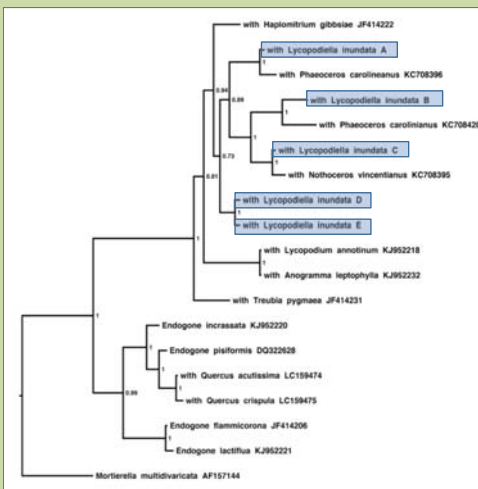 with Haplomitrium gibbsiae JF414222
with Lycopodiella inundata A
1
with Phaeoceros carolineanus KC708396
0.94
0.89
with Lycopodiella inundata B
1
with Phaeoceros carolinianus KC70842
1
with Lycopodiella inundata C
1
with Nothoceros vincentianus KC708395
0.73
0.81
with Lycopodiella inundata D
1
with Lycopodiella inundata E
1
with Lycopodium annotinum KJ952218
1
with Anogramma leptophylla KJ952232
with Treubia pygmaea JF414231
1
Endogone incrassata KJ952220
1
Endogone pisiformis DQ322628
1
with Quercus acutissima LC159474
1
with Quercus crispula LC159475
Endogone flammicorona JF414206
1
Endogone lactiflua KJ952221
Mortierella multidivaricata AF157144